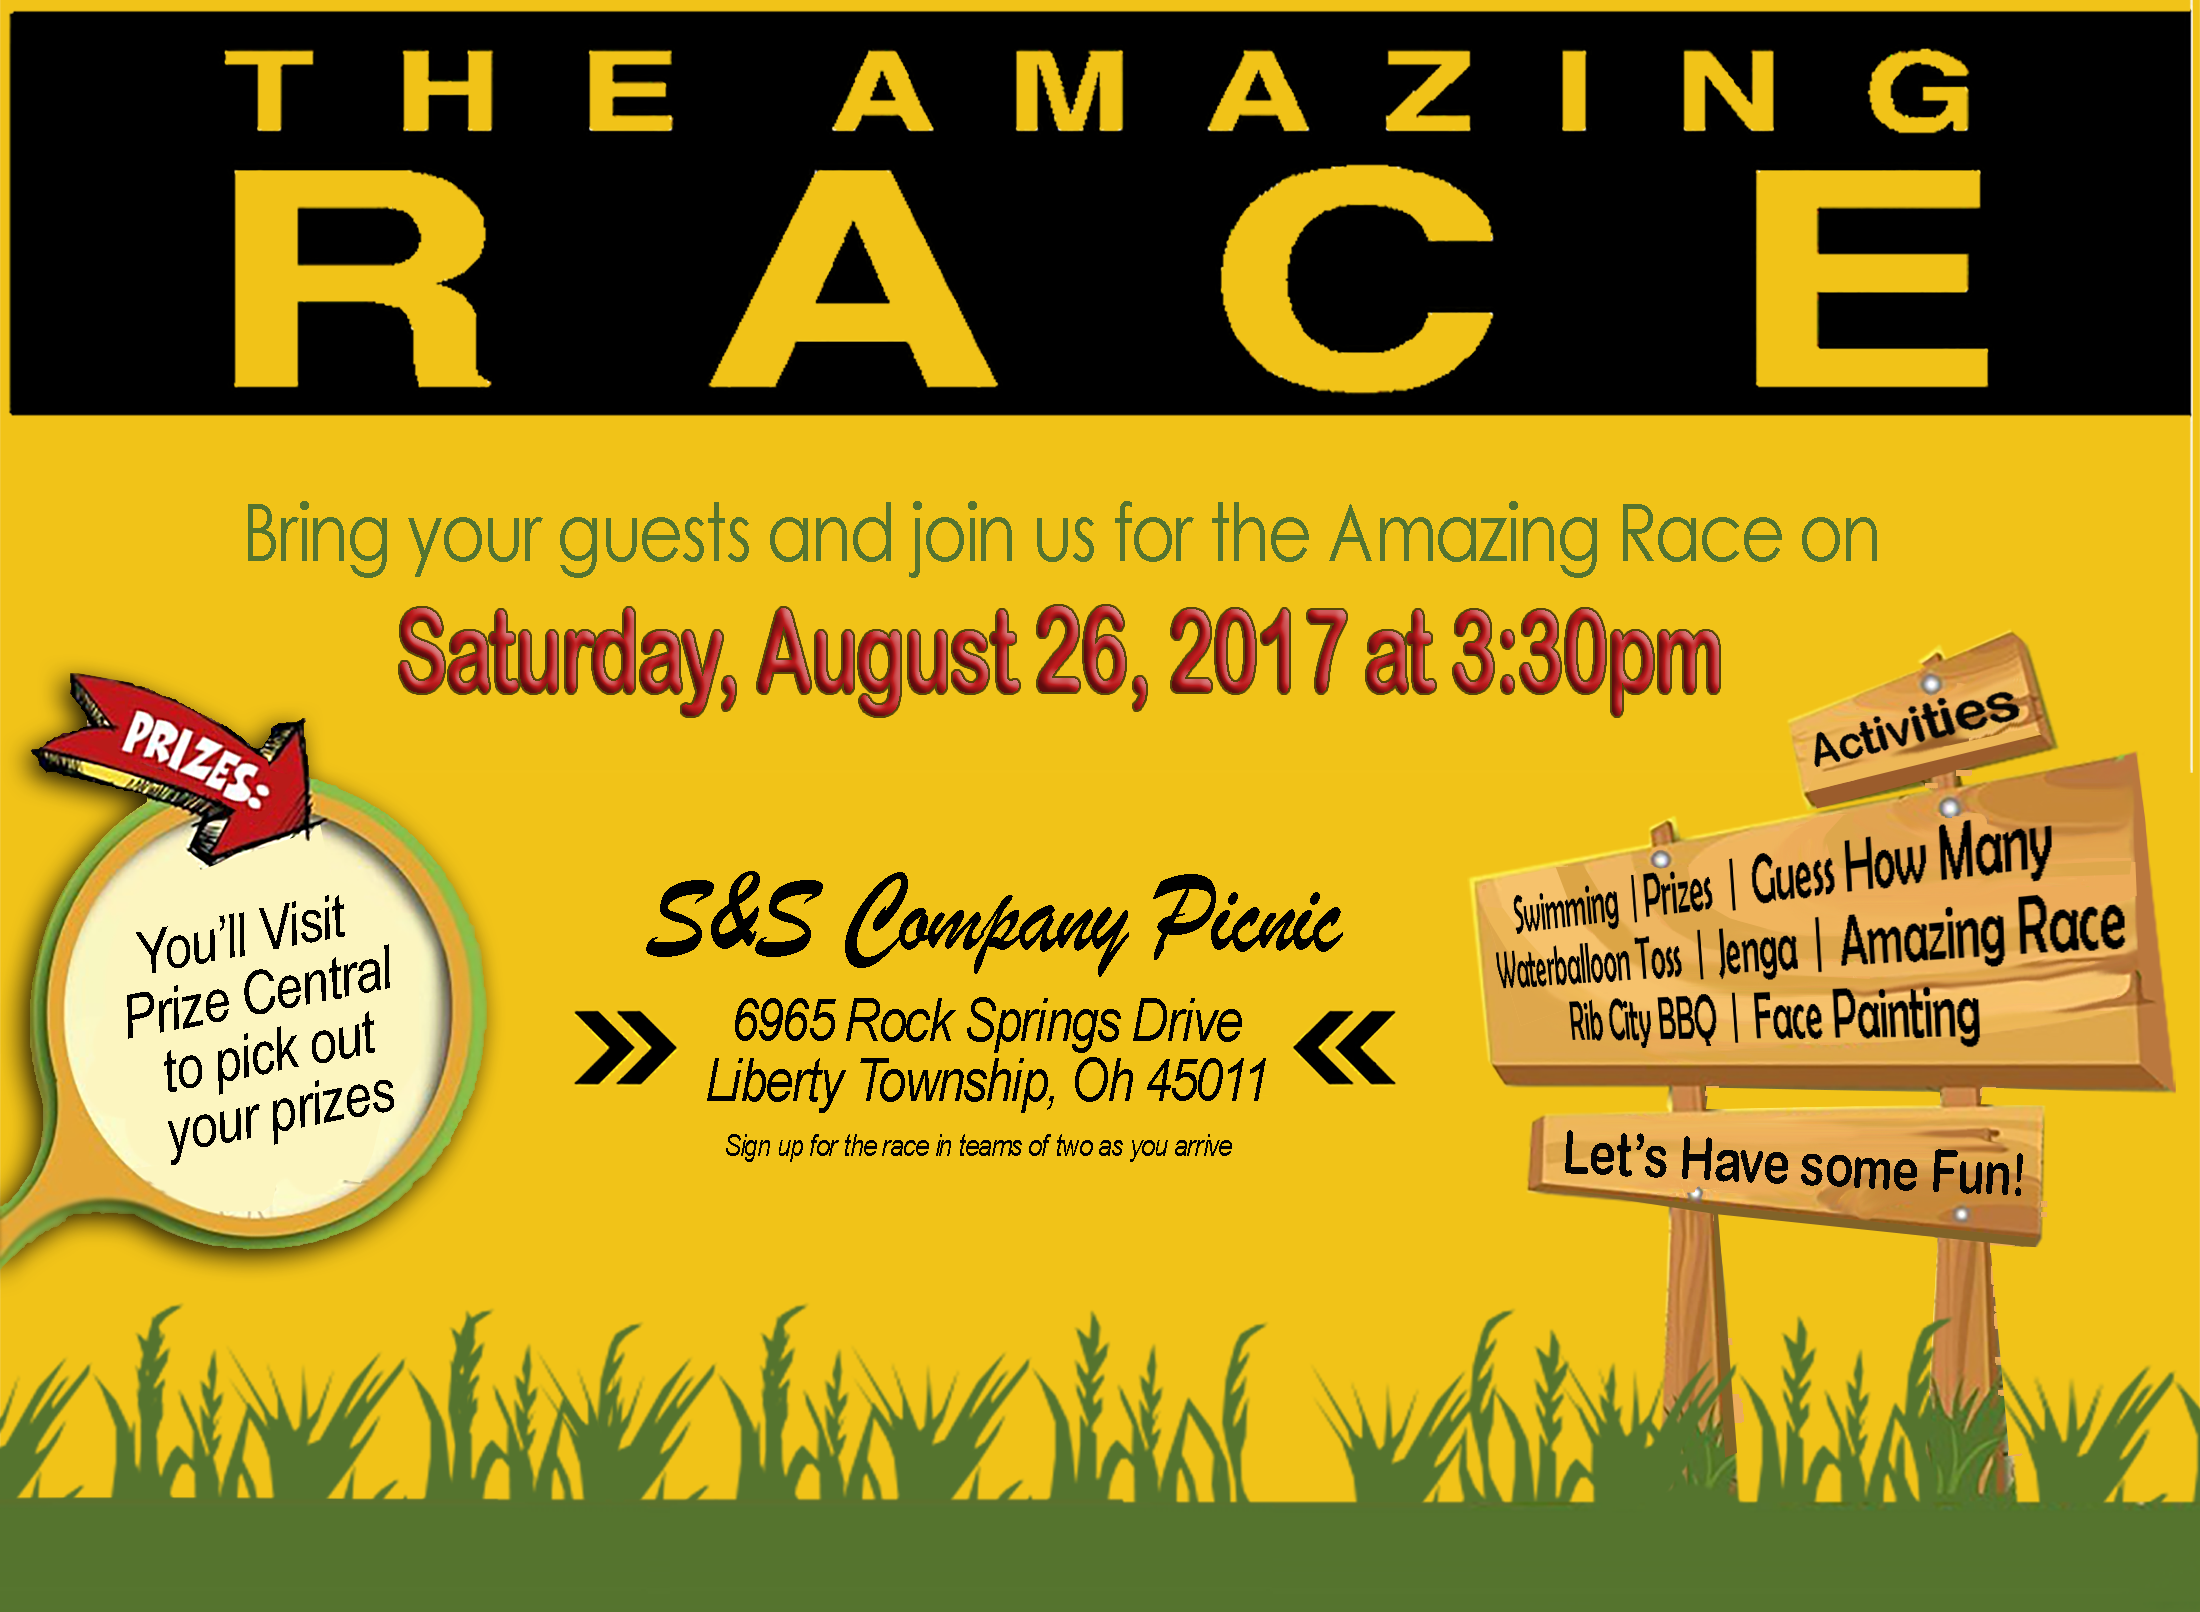 THE AMAZING
RACE
Bring your guests and join us for the Amazing Race on
Saturday, August 26, 2017 at 3:30pm
PRIZES:
You'll Visit
Prize Central
to pick out
your prizes
S&S Company Picnic
6965 Rock Springs Drive
Liberty Township, Oh 45011
Sign up for the race in teams of two as you arrive
Activities
Swimming | Prizes | Guess How Many
Waterballoon Toss | Jenga | Amazing Race
Rib City BBQ | Face Painting
Let's Have some Fun!